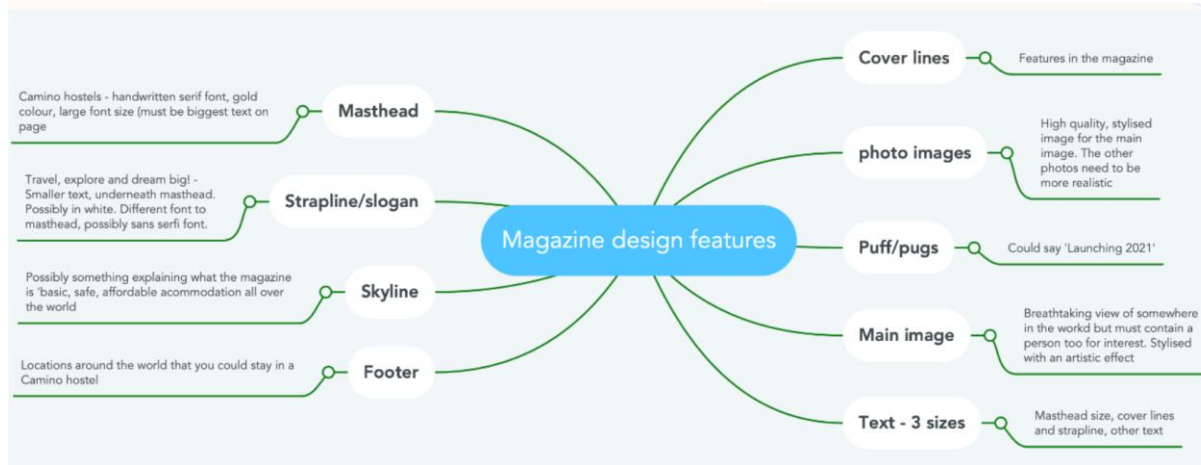 Magazine design features
Masthead
Camino hostels - handwritten serif font, gold
colour, large font size (must be biggest text on
page
Strapline/slogan
Travel, explore and dream big! -
Smaller text, underneath masthead.
Possibly in white. Different font to
masthead, possibly sans serfi font.
Skyline
Possibly something explaining what the magazine
is 'basic, safe, affordable acommodation all over
the world
Footer
Locations around the world that you could stay in a
Camino hostel
Cover lines
Features in the magazine
photo images
High quality, stylised
image for the main
image. The other
photos need to be
more realistic
Puff/pugs
Could say 'Launching 2021'
Main image
Breathtaking view of somewhere
in the workd but must contain a
person too for interest. Stylised
with an artistic effect
Text - 3 sizes
Masthead size, cover lines
and strapline, other text